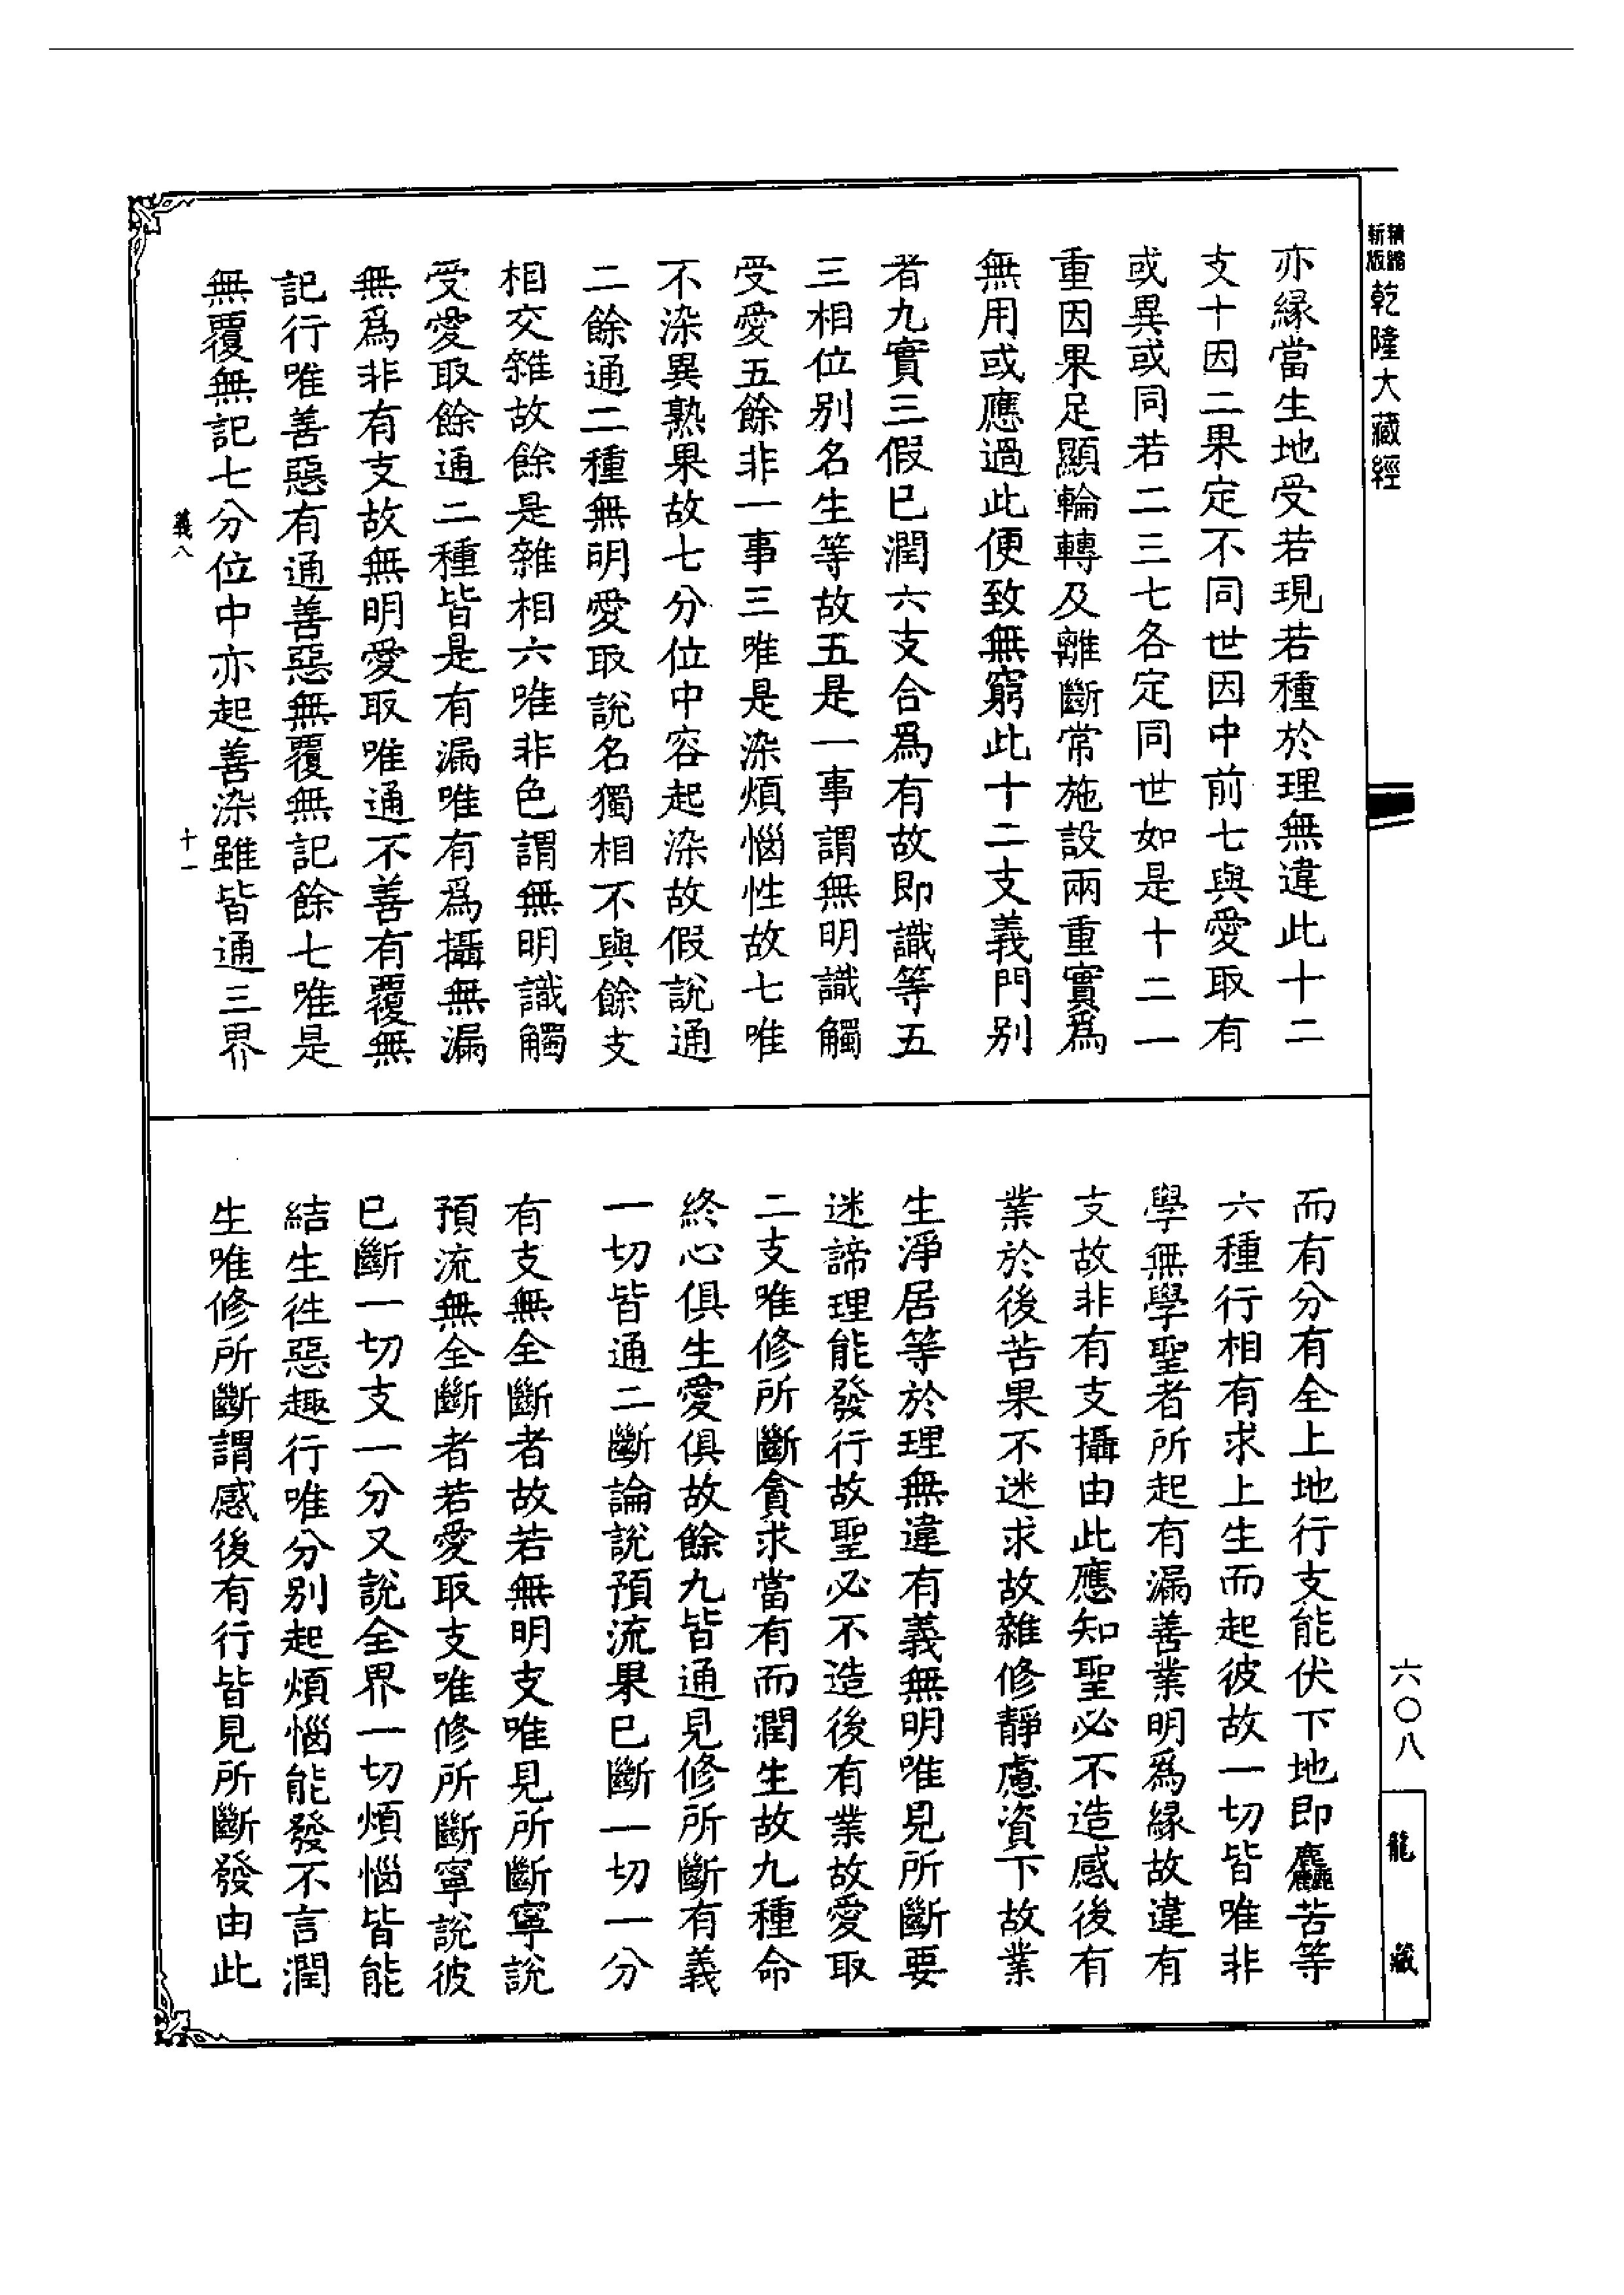 精縮
新版
乾隆大藏經
六〇八
龍藏
亦緣當生地受若現若種於理無違此十二
支十因二果定不同世因中前七與愛取有
或異或同若二三七各定同世如是十二一
重因果足顯輪轉及離斷常施設兩重實爲
無用或應過此便致無窮此十二支義門別
者九實三假已潤六支合爲有故即識等五
三相位別名生等故五是一事謂無明識觸
受愛五餘非一事三唯是染煩惱性故七唯
不染異熟果故七分位中容起染故假說通
二餘通二種無明愛取說名獨相不與餘支
相交雜故餘是雜相六唯非色謂無明識觸
受愛取餘通二種皆是有漏唯有爲攝無漏
無爲非有支故無明愛取唯通不善有覆無
記行唯善惡有通善惡無覆無記餘七唯是
無覆無記七分位中亦起善染雖皆通三界
義八
十一
而有分有全上地行支能伏下地即麤苦等
六種行相有求上生而起彼故一切皆唯非
學無學聖者所起有漏善業明爲緣故違有
支故非有支攝由此應知聖必不造感後有
業於後苦果不迷求故雜修靜慮資下故業
生淨居等於理無違有義無明唯見所斷要
迷諦理能發行故聖必不造後有業故愛取
二支唯修所斷貪求當有而潤生故九種命
終心俱生愛俱故餘九皆通見修所斷有義
一切皆通二斷論說預流果已斷一切一分
有支無全斷者故若無明支唯見所斷寧說
預流無全斷者若愛取支唯修所斷寧說彼
已斷一切支一分又說全界一切煩惱皆能
結生徃惡趣行唯分別起煩惱能發不言潤
生唯修所斷謂感後有行皆見所斷發由此